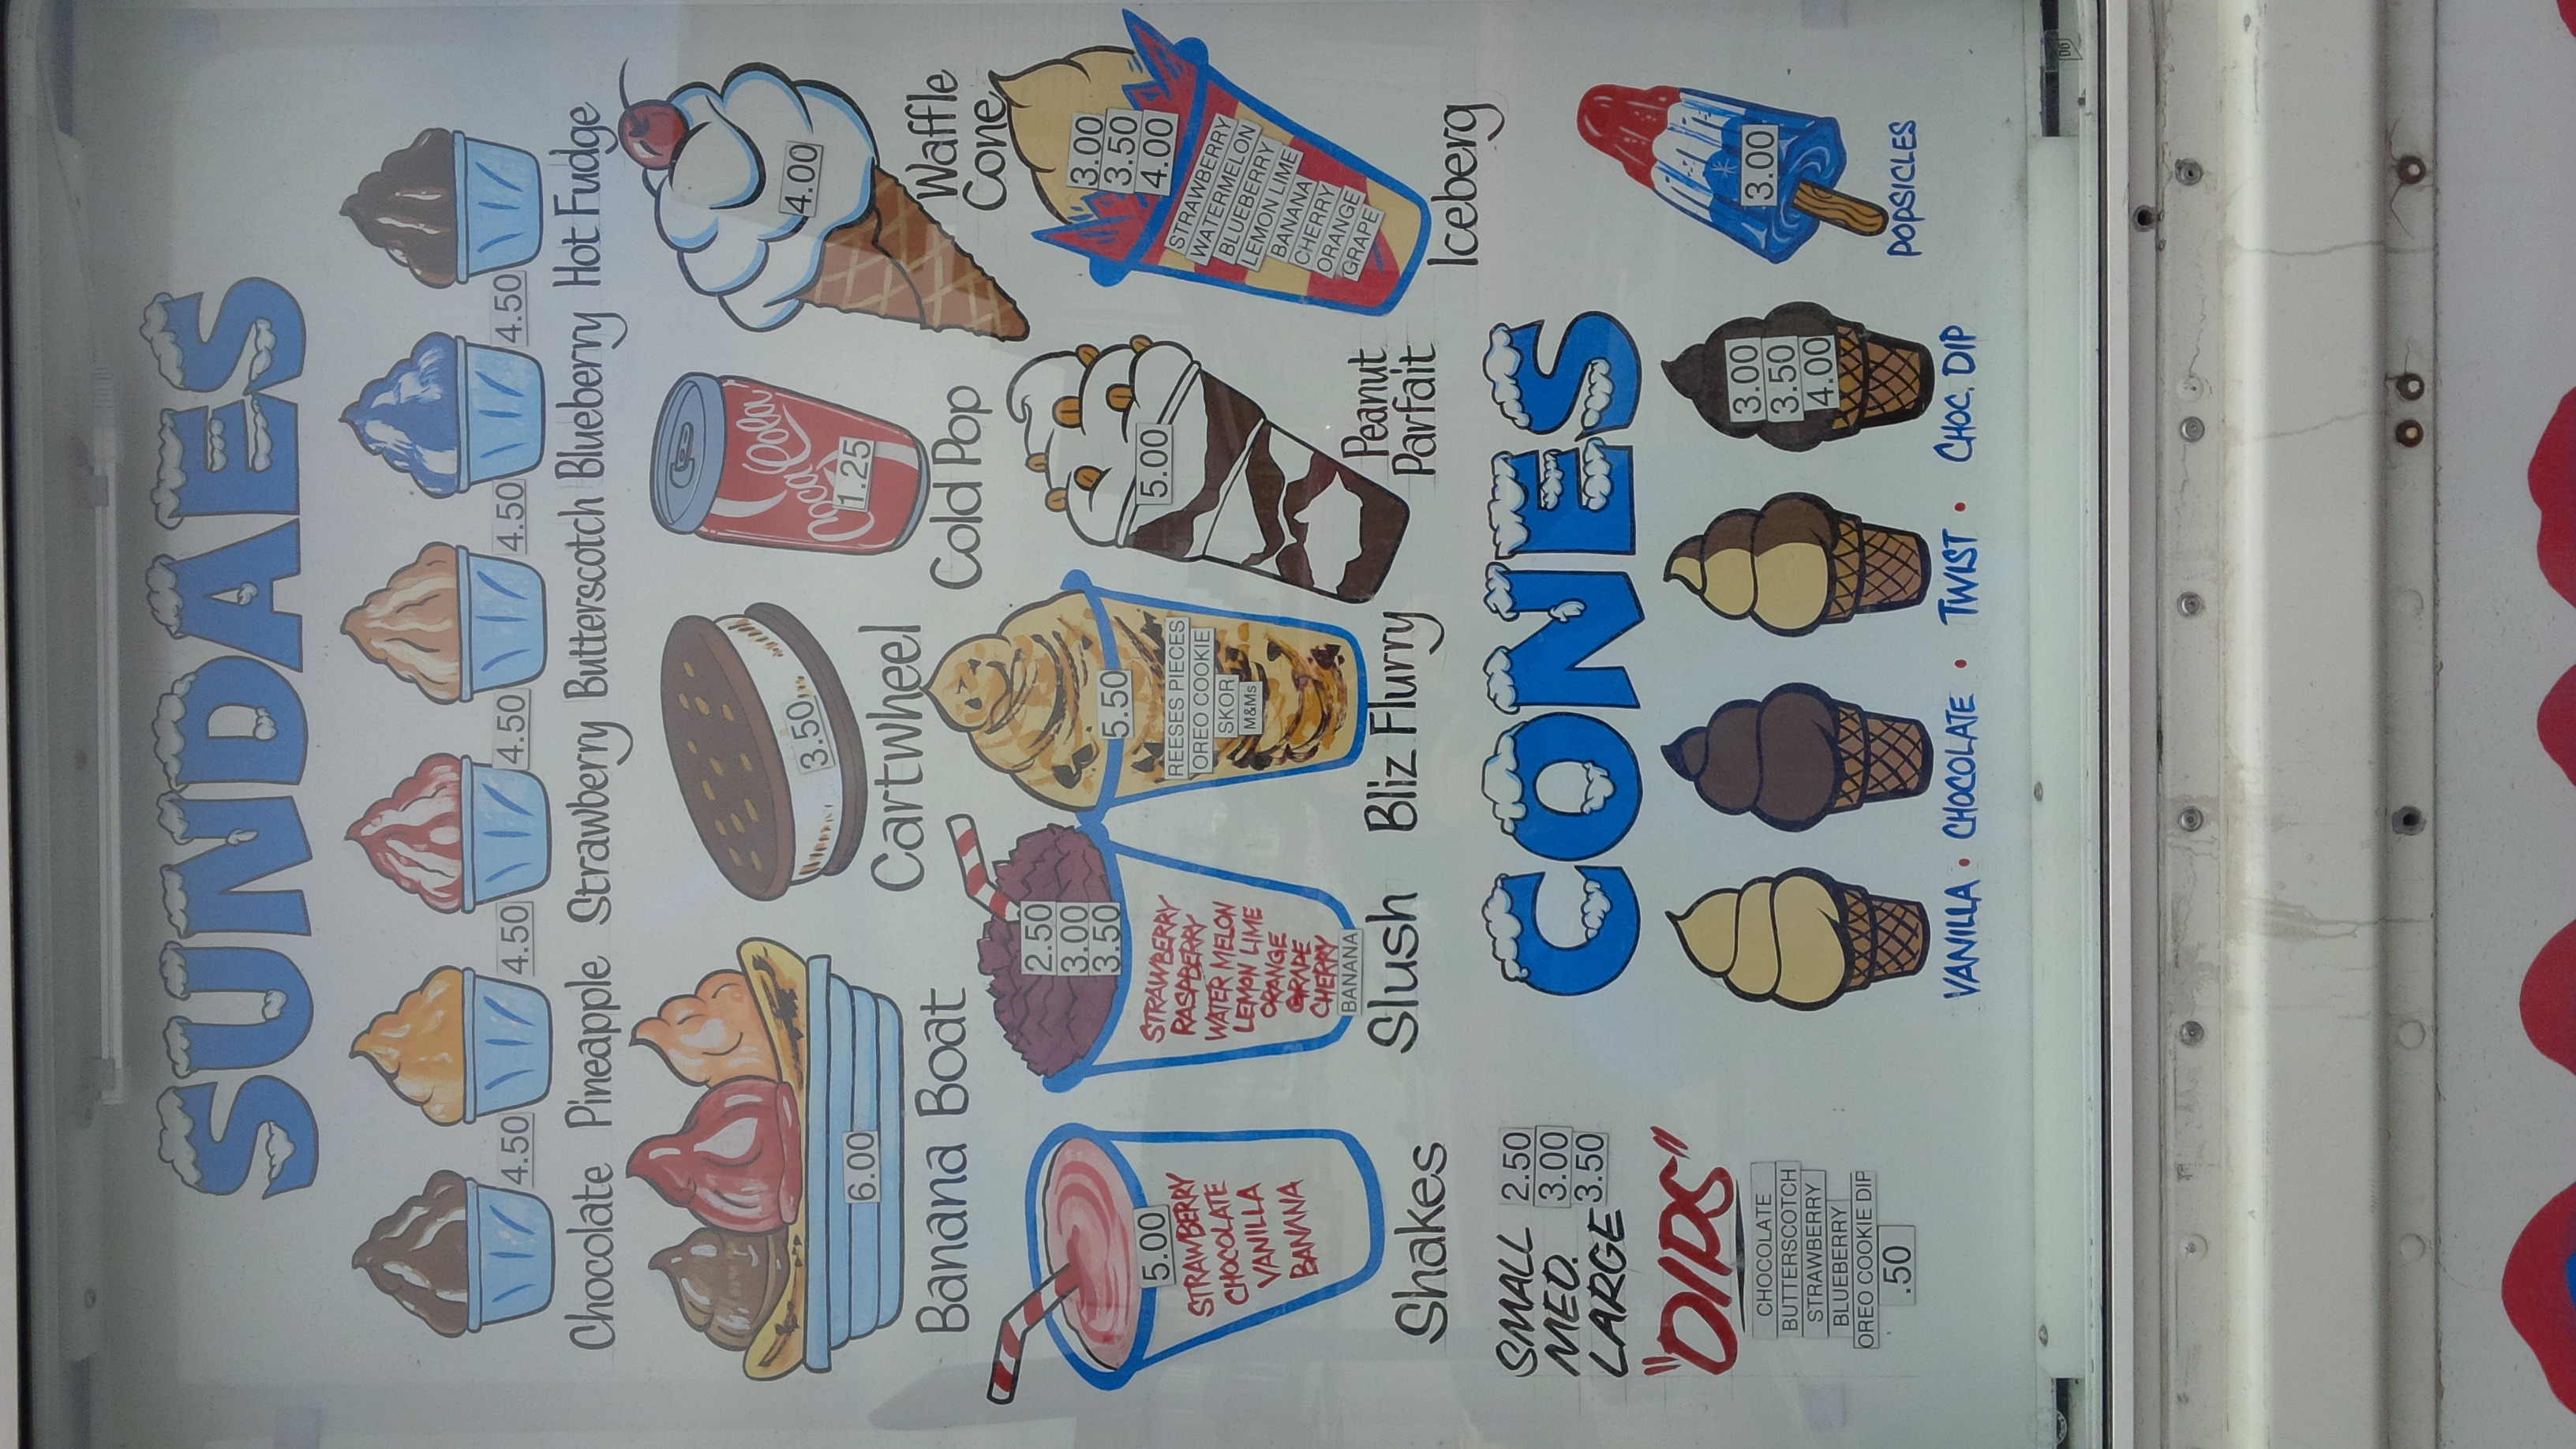 SUNDAES
4.50 4.50 4.50 4.50 4.50
Chocolate Pineapple Strawberry Butterscotch Blueberry Hot Fudge
6.00
Banana Boat
3.50
Cartwheel
Coca Cola
1.25
Cold Pop
4.00
Waffle
Cone
5.00
STRAWBERRY
CHOCOLATE
VANILLA
BANANA
Shakes
2.50
3.00
3.50
STRAWBERRY
RASPBERRY
WATER MELON
LEMON LIME
ORANGE
GRAPE
CHERRY
BANANA
Slush
5.50
REESES PIECES
OREO COOKIE
SKOR
M&Ms
Bliz Flurry
5.00
Peanut
Parfait
3.00
3.50
4.00
STRAWBERRY
WATERMELON
BLUEBERRY
LEMON LIME
BANANA
CHERRY
ORANGE
GRAPE
Iceberg
SMALL 2.50
MED. 3.00
LARGE 3.50
"DIPS"
CHOCOLATE
BUTTERSCOTCH
STRAWBERRY
BLUEBERRY
OREO COOKIE DIP
.50
CONES
3.00
3.50
4.00
VANILLA • CHOCOLATE • TWIST • CHOC. DIP
3.00
POPSICLES